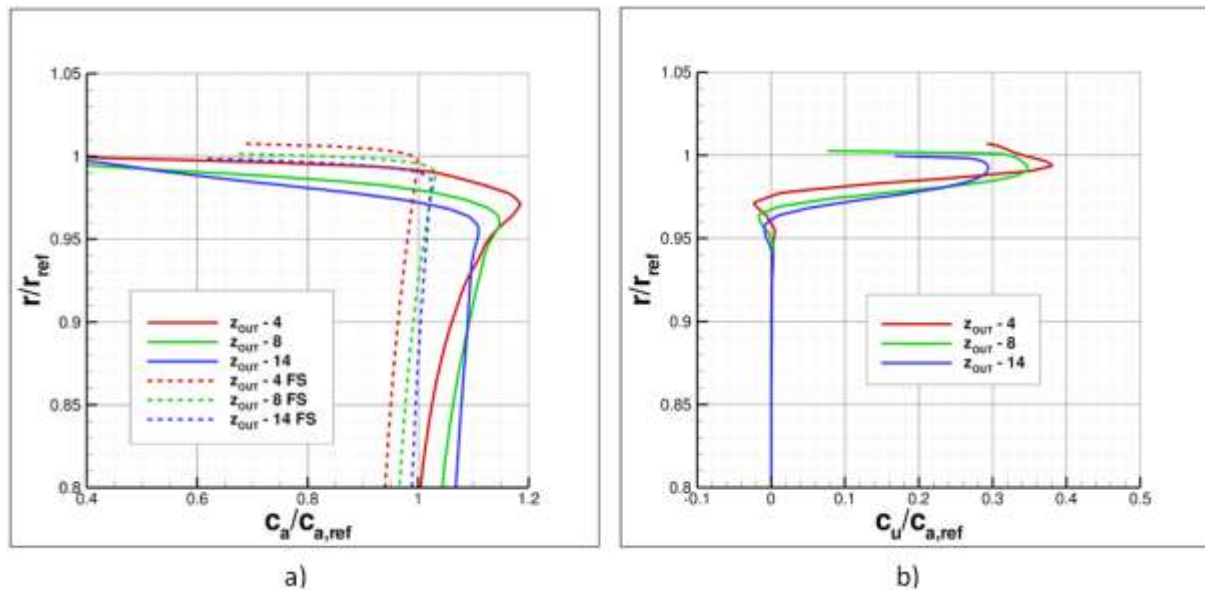 1.05
1
0.95
0.9
0.85
0.8
r/r_ref
z_OUT - 4
z_OUT - 8
z_OUT - 14
z_OUT - 4 FS
z_OUT - 8 FS
z_OUT - 14 FS
0.4 0.6 0.8 1 1.2
c_a/c_a,ref
a)
1.05
1
0.95
0.9
0.85
0.8
r/r_ref
z_OUT - 4
z_OUT - 8
z_OUT - 14
-0.1 0 0.1 0.2 0.3 0.4 0.5
c_u/c_a,ref
b)